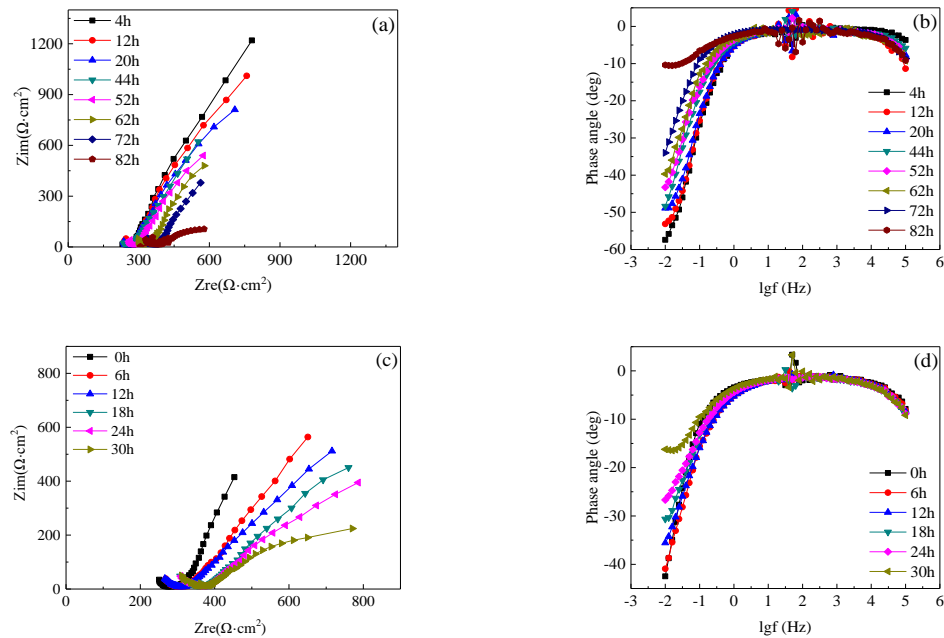 (a)
4h
12h
20h
44h
52h
62h
72h
82h
1200
900
600
300
0
0 300 600 900 1200
Zim(Ω·cm²)
Zre(Ω·cm²)
(b)
0
-10
-20
-30
-40
-50
-60
-3 -2 -1 0 1 2 3 4 5 6
Phase angle (deg)
lgf (Hz)
4h
12h
20h
44h
52h
62h
72h
82h
(c)
0h
6h
12h
18h
24h
30h
800
600
400
200
0
0 200 400 600 800
Zim(Ω·cm²)
Zre(Ω·cm²)
(d)
0
-10
-20
-30
-40
-3 -2 -1 0 1 2 3 4 5 6
Phase angle (deg)
lgf (Hz)
0h
6h
12h
18h
24h
30h